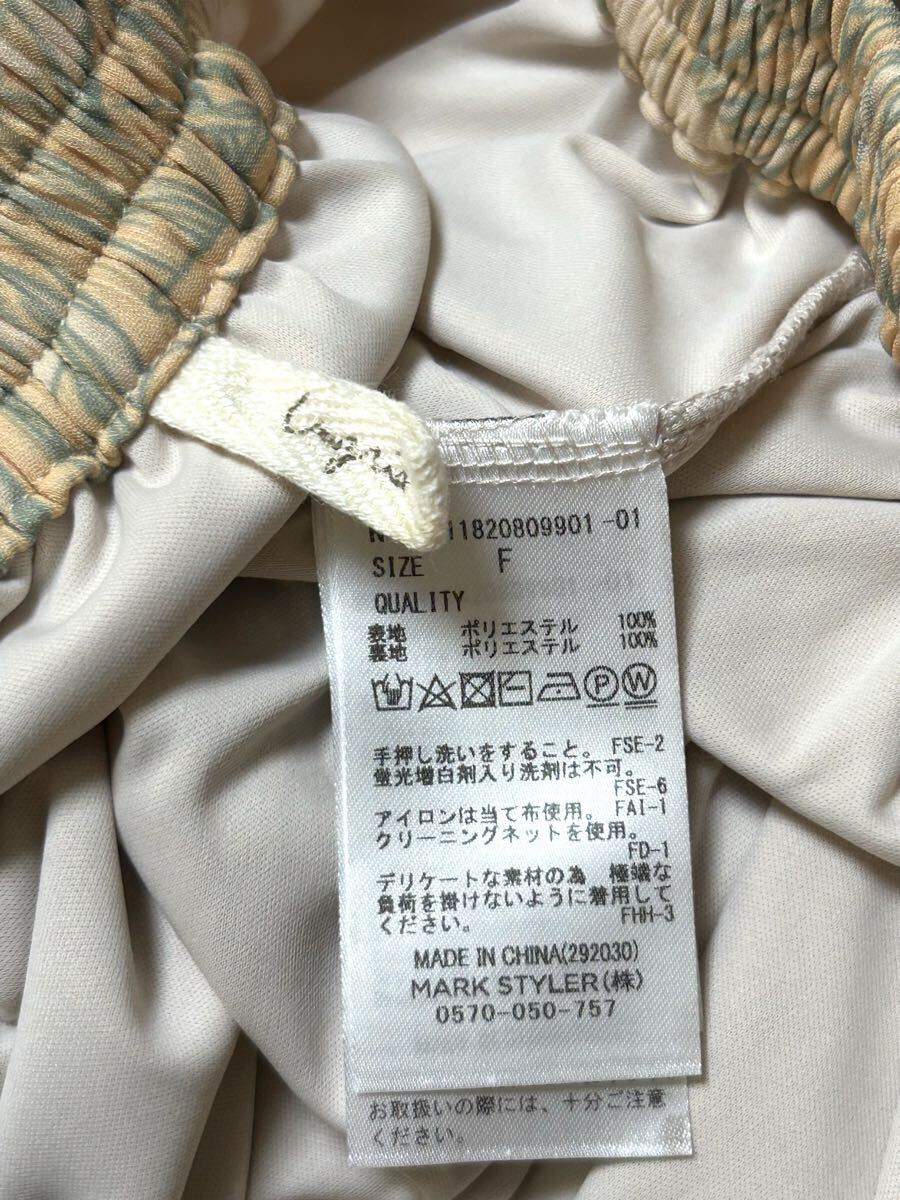 11820809901-01
SIZE F
QUALITY
表地 ポリエステル 100%
裏地 ポリエステル 100%
P W
手押し洗いをすること。 FSE-2
蛍光増白剤入り洗剤は不可。
FSE-6
アイロンは当て布使用。 FAI-1
クリーニングネットを使用。
FD-1
デリケートな素材の為 極端な
負荷を掛けないように着用して
ください。 FHH-3
MADE IN CHINA(292030)
MARK STYLER(株)
0570-050-757
お取扱いの際には、十分ご注意
ください。